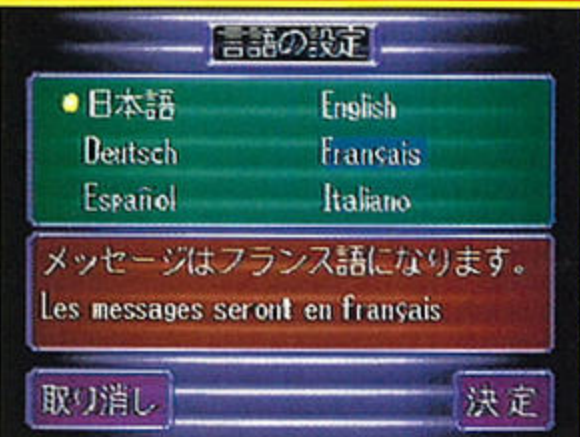 言語の設定
日本語 English
Deutsch Français
Español Italiano
メッセージはフランス語になります。
Les messages seront en français
取り消し 決定